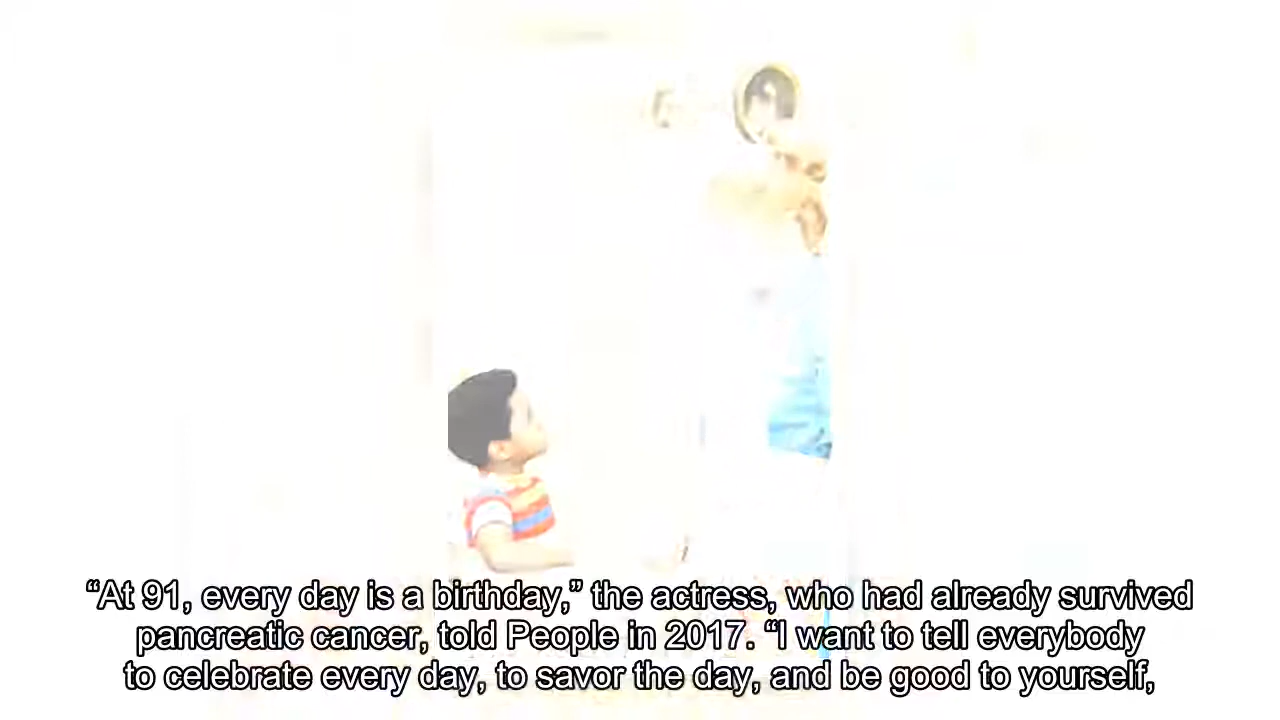 “At 91, every day is a birthday,” the actress, who had already survived
pancreatic cancer, told People in 2017. “I want to tell everybody
to celebrate every day, to savor the day, and be good to yourself,